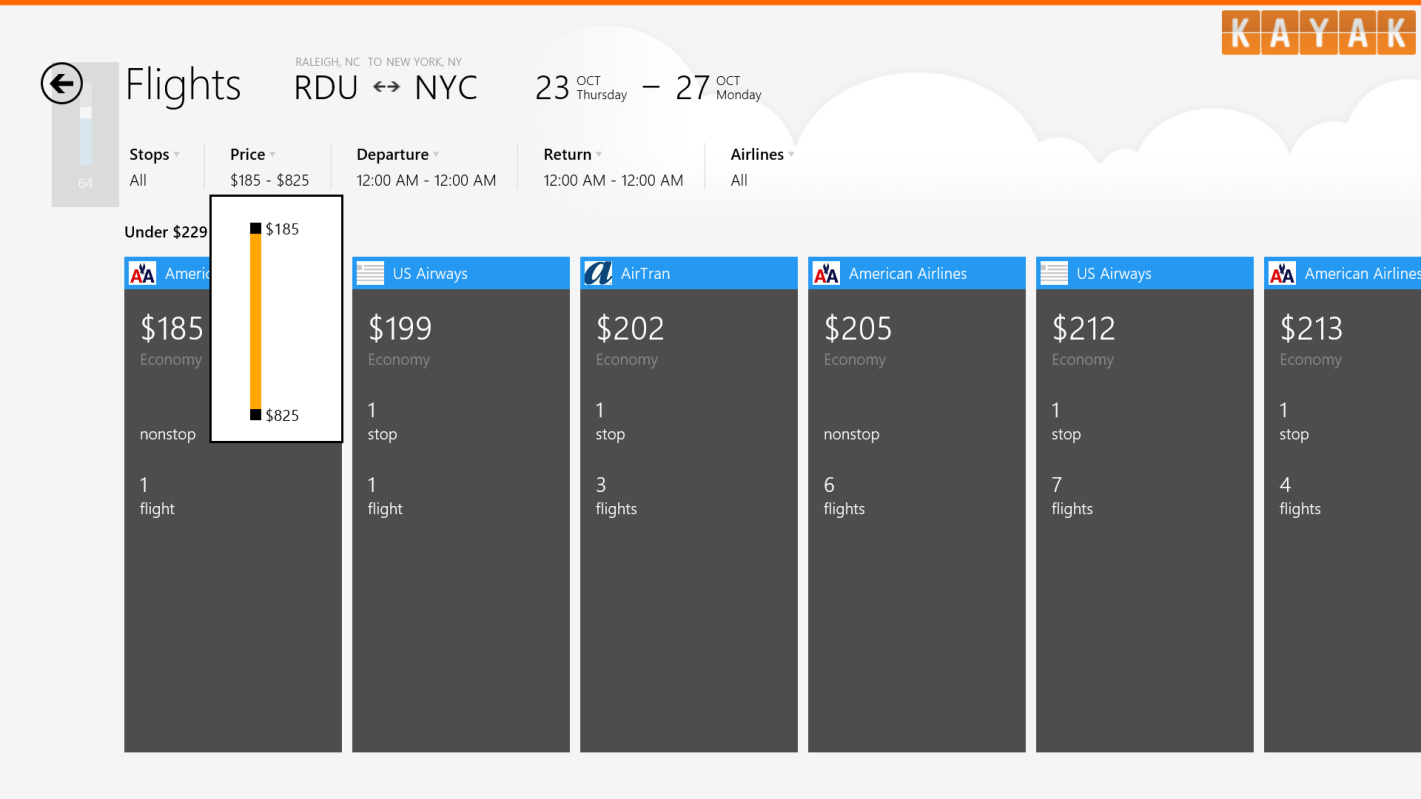 KAYAK
RALEIGH, NC TO NEW YORK, NY
Flights RDU ↔ NYC 23 OCT Thursday – 27 OCT Monday
64
Stops Price Departure Return Airlines
All $185 - $825 12:00 AM - 12:00 AM 12:00 AM - 12:00 AM All
Under $229
$185
$825
AA Americ
$185
Economy
nonstop
1
flight
US Airways
$199
Economy
1
stop
1
flight
a AirTran
$202
Economy
1
stop
3
flights
AA American Airlines
$205
Economy
nonstop
6
flights
US Airways
$212
Economy
1
stop
7
flights
AA American Airlines
$213
Economy
1
stop
4
flights